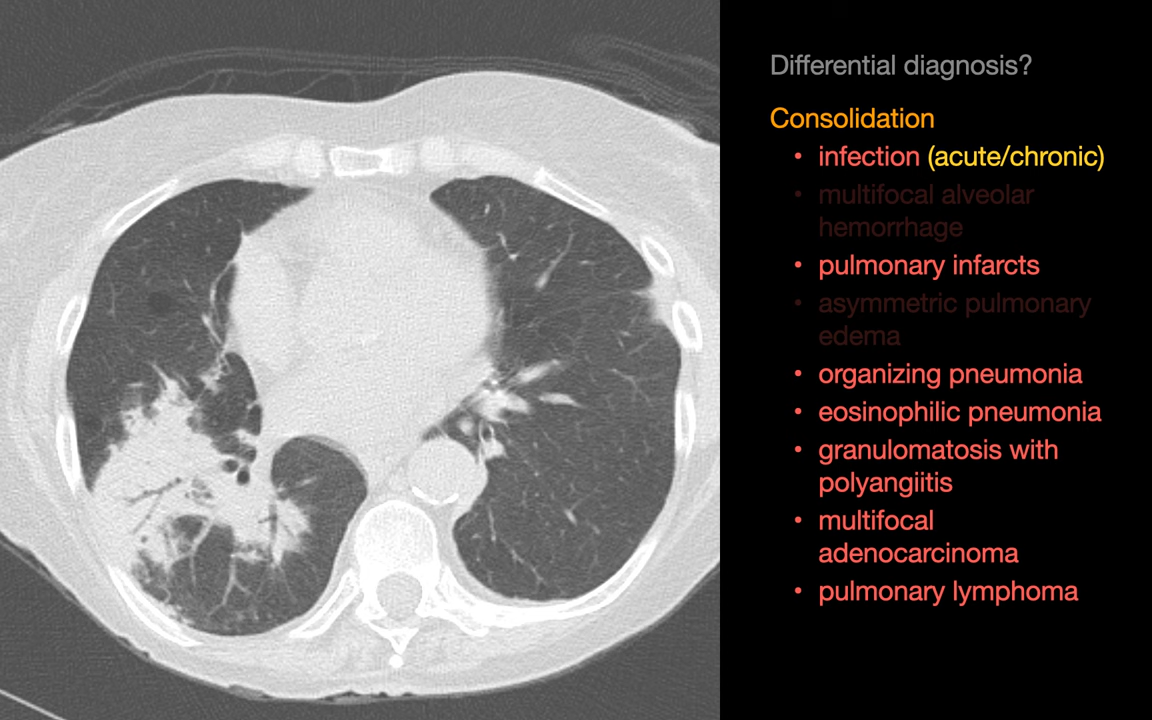 Differential diagnosis?
Consolidation
• infection (acute/chronic)
• multifocal alveolar
hemorrhage
• pulmonary infarcts
• asymmetric pulmonary
edema
• organizing pneumonia
• eosinophilic pneumonia
• granulomatosis with
polyangiitis
• multifocal
adenocarcinoma
• pulmonary lymphoma